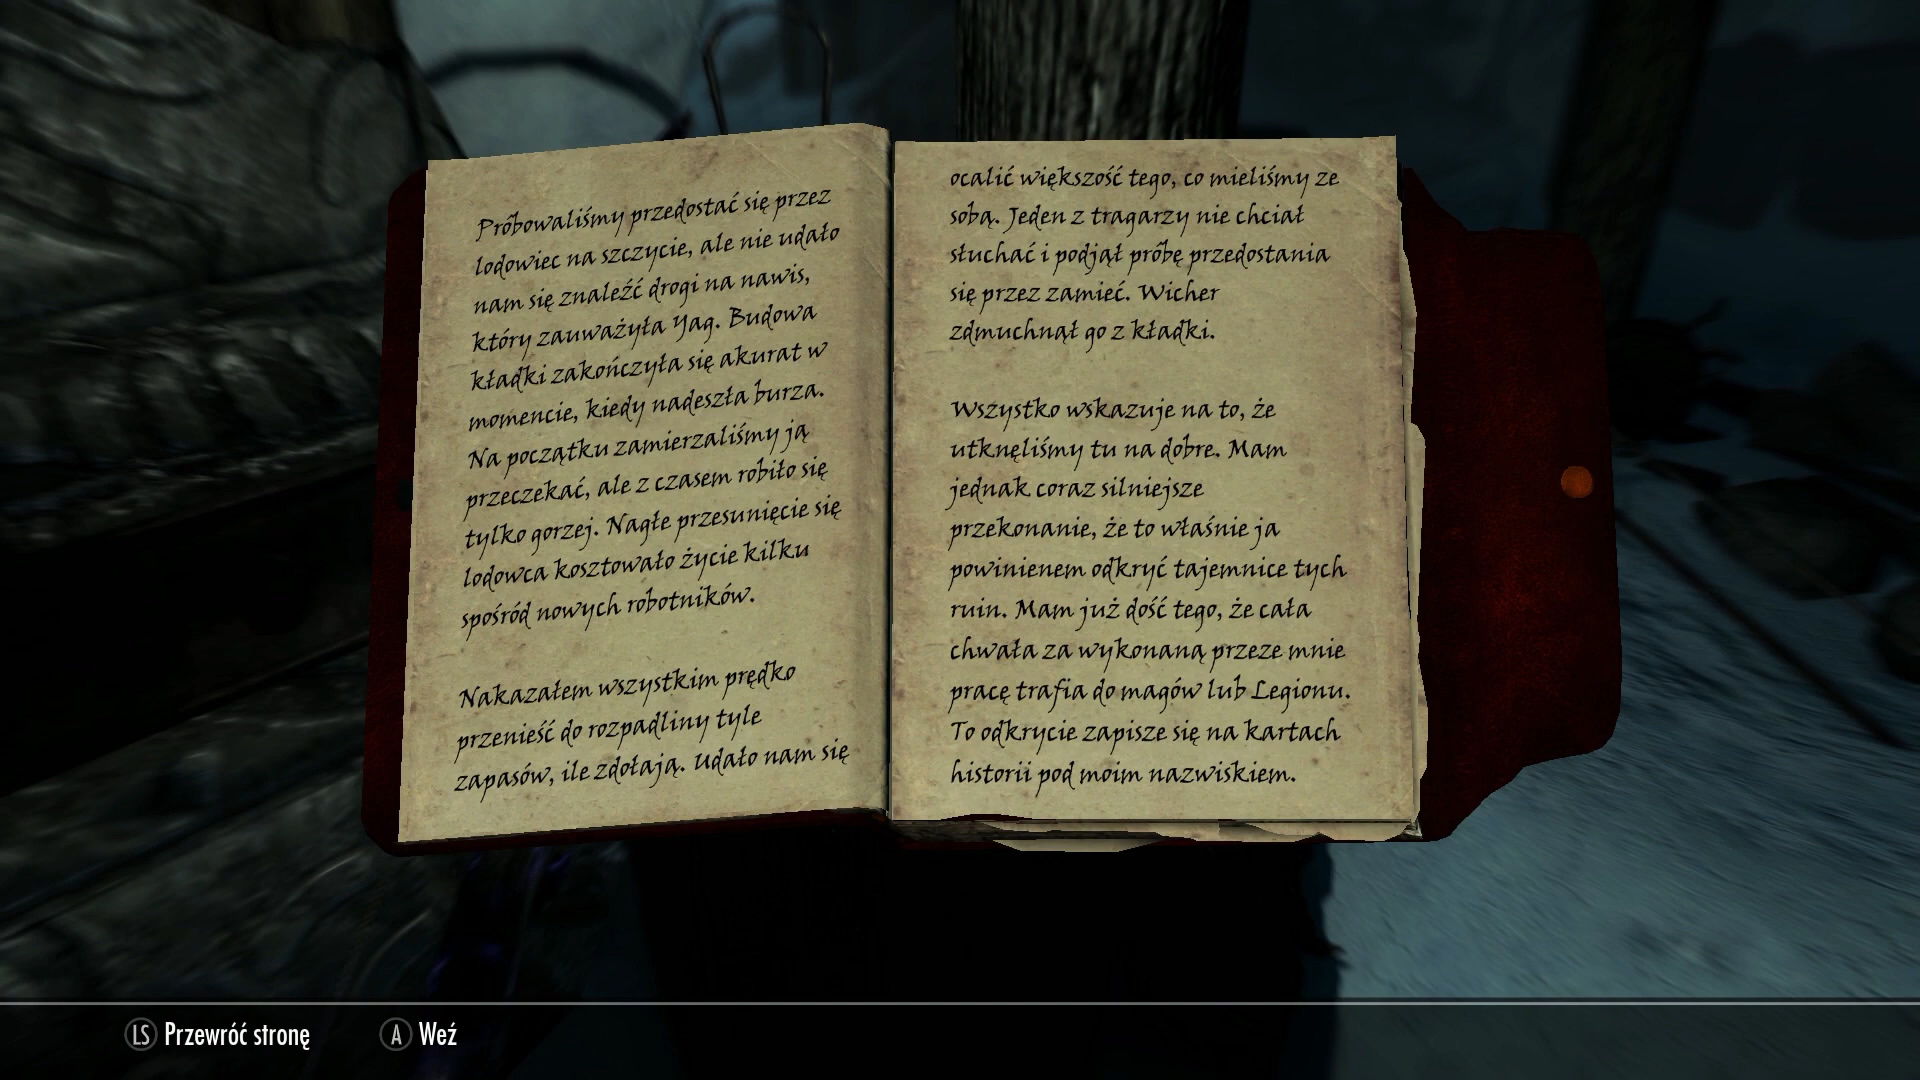 Próbowaliśmy przedostać się przez
lodowiec na szczycie, ale nie udało
nam się znaleźć drogi na nawis,
który zauważyła Yag. Budowa
kładki zakończyła się akurat w
momencie, kiedy nadeszła burza.
Na początku zamierzaliśmy ją
przeczekać, ale z czasem robiło się
tylko gorzej. Nagłe przesunięcie się
lodowca kosztowało życie kilku
spośród nowych robotników.
Nakazałem wszystkim prędko
przenieść do rozpadliny tyle
zapasów, ile zdołają. Udało nam się
ocalić większość tego, co mieliśmy ze
sobą. Jeden z tragarzy nie chciał
słuchać i podjął próbę przedostania
się przez zamieć. Wicher
zdmuchnął go z kładki.
Wszystko wskazuje na to, że
utknęliśmy tu na dobre. Mam
jednak coraz silniejsze
przekonanie, że to właśnie ja
powinienem odkryć tajemnice tych
ruin. Mam już dość tego, że cała
chwała za wykonaną przeze mnie
pracę trafia do magów lub Legionu.
To odkrycie zapisze się na kartach
historii pod moim nazwiskiem.
LS Przewróć stronę
A Weź